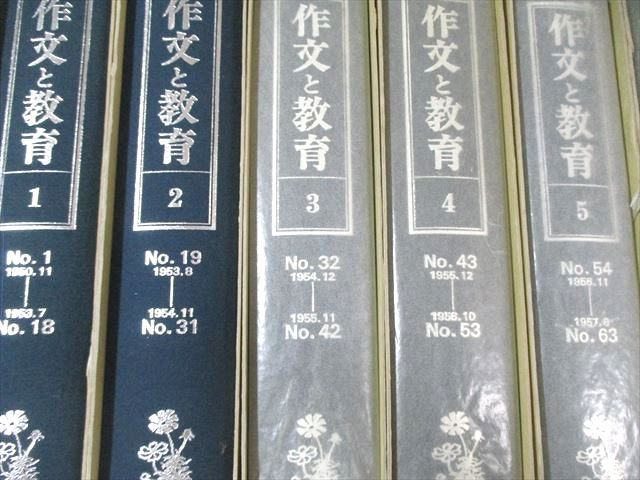 作文と教育
1
No. 1
1950.11
1953.7
No. 18
作文と教育
2
No. 19
1953.8
1954.11
No. 31
作文と教育
3
No. 32
1954.12
1955.11
No. 42
作文と教育
4
No. 43
1955.12
1956.10
No. 53
作文と教育
5
No. 54
1956.11
1957.8
No. 63